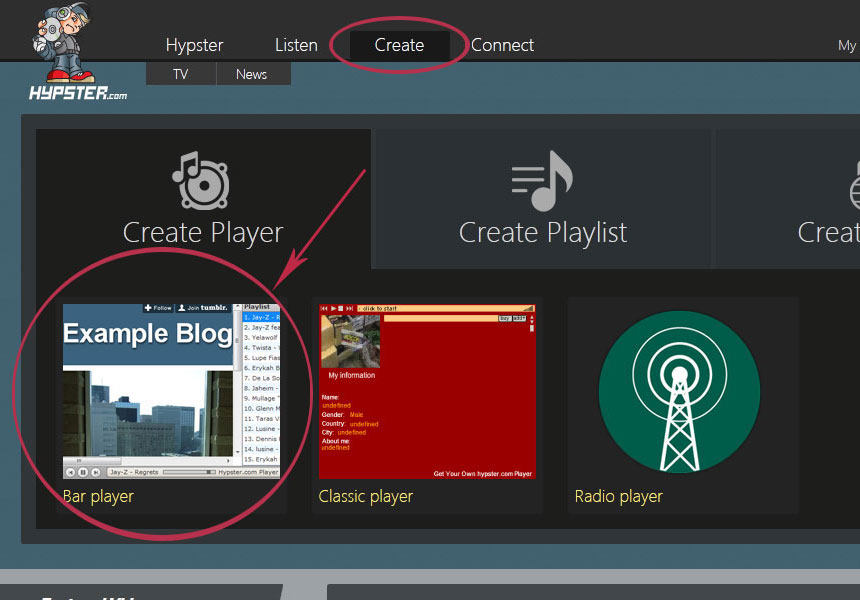 Hypster Listen Create Connect My
TV News
HYPSTER.com
Create Player Create Playlist Creat
+ Follow Join tumblr.
Playlist
Example Blog
1. Jay-Z - R
2. Jay-Z fea
3. Yelawolf
4. Twista -
5. Lupe Fias
6. Erykah B
7. De La So
8. Jaheim -
9. Mullage "
10. Glenn M
11. Taras V
12. Lusine -
13. Dennis
14. lusine -
15. Erykah
Jay-Z - Regrets Hypster.com Player
- click to start
buy add+
My information
Name:
undefined
Gender: Male
Country: undefined
City: undefined
About me:
undefined
Get Your Own hypster.com Player
Bar player Classic player Radio player